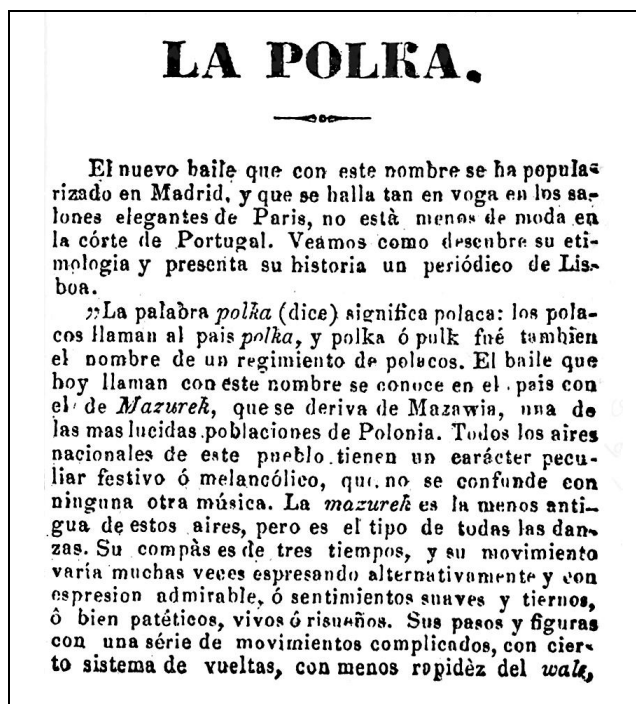 LA POLKA.
El nuevo baile que con este nombre se ha popula-
rizado en Madrid, y que se halla tan en voga en los sa-
lones elegantes de Paris, no està menos de moda en
la córte de Portugal. Veamos como descubre su eti-
mologia y presenta su historia un periódico de Lis-
boa.
"La palabra polka (dice) significa polaca: los pola-
cos llaman al pais polka, y polka ó pulk fué tambien
el nombre de un regimiento de polacos. El baile que
hoy llaman con este nombre se conoce en el pais con
el de Mazurek, que se deriva de Mazawia, una de
las mas lucidas poblaciones de Polonia. Todos los aires
nacionales de este pueblo tienen un carácter pecu-
liar festivo ó melancólico, que no se confunde con
ninguna otra música. La mazurek es la menos anti-
gua de estos aires, pero es el tipo de todas las dan-
zas. Su compàs es de tres tiempos, y su movimiento
varía muchas veces espresando alternativamente y con
espresion admirable, ó sentimientos suaves y tiernos,
ô bien patéticos, vivos ó risueños. Sus pasos y figuras
con una série de movimientos complicados, con cier-
to sistema de vueltas, con menos rapidèz del wals,